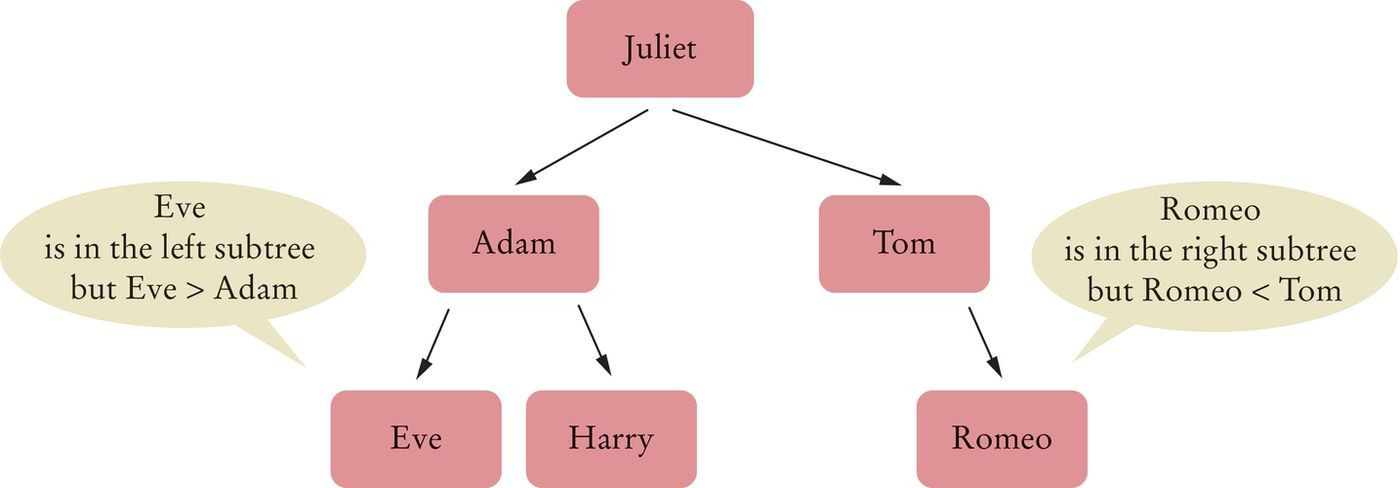 Juliet
Eve
is in the left subtree
but Eve > Adam
Adam
Tom
Romeo
is in the right subtree
but Romeo < Tom
Eve
Harry
Romeo